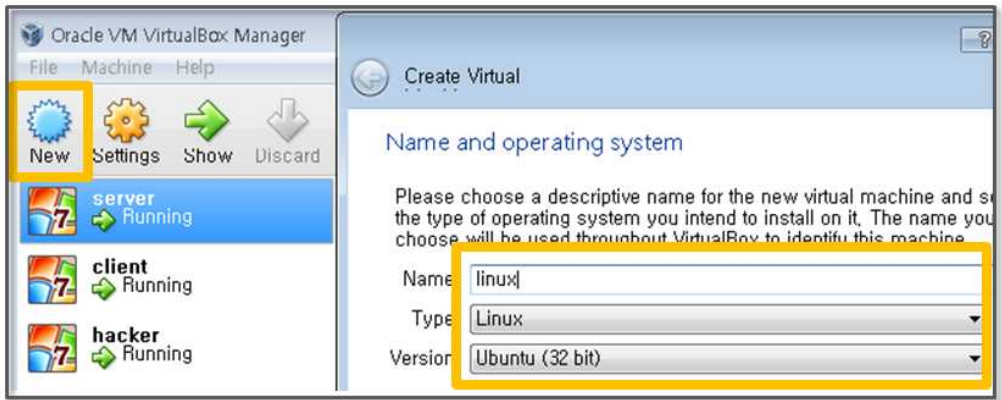 Oracle VM VirtualBox Manager
File Machine Help
New Settings Show Discard
server
Running
client
Running
hacker
Running
?
Create Virtual
Name and operating system
Please choose a descriptive name for the new virtual machine and s
the type of operating system you intend to install on it, The name you
choose will be used throughout VirtualBox to identify this machine
Name linux
Type Linux
Version Ubuntu (32 bit)